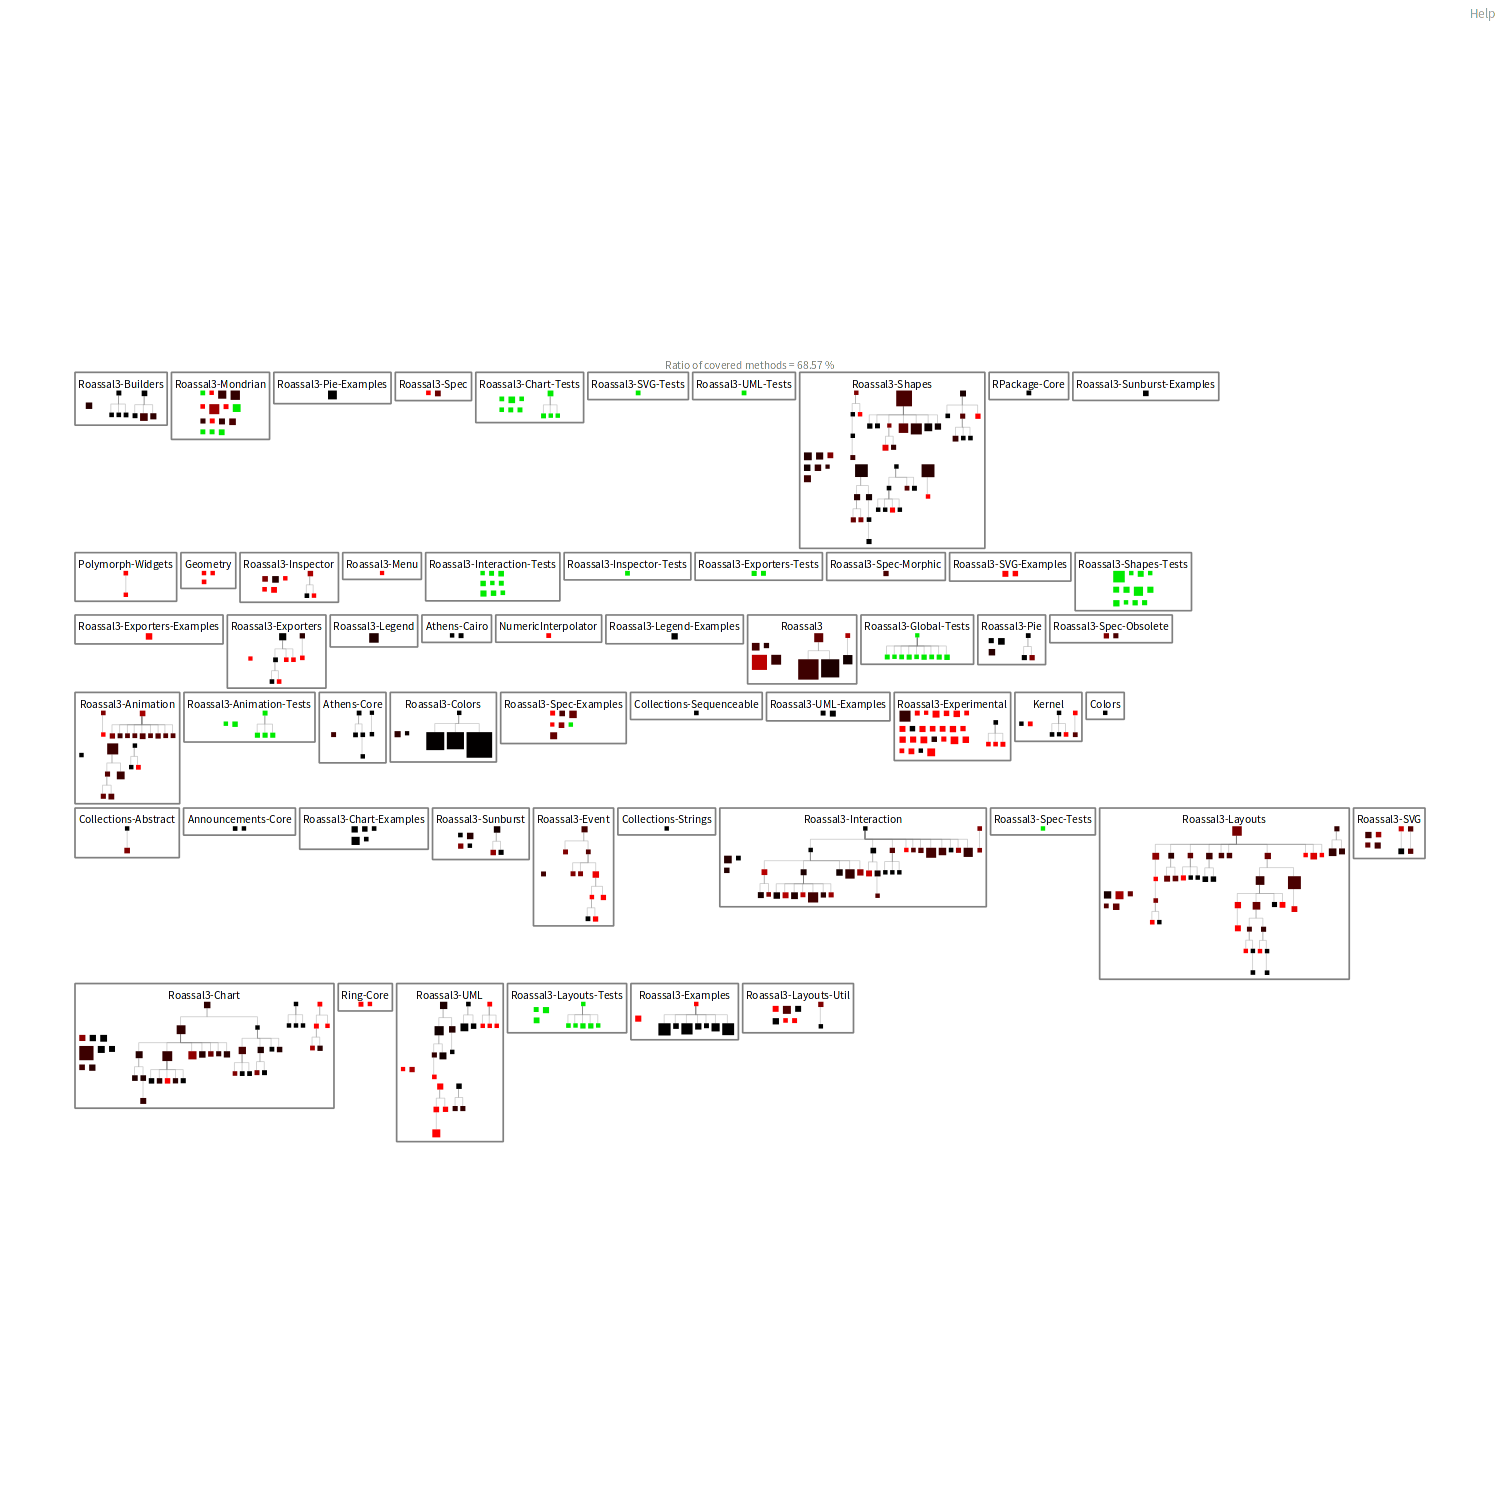 Help
Ratio of covered methods = 68.57 %
Roassal3-Builders
Roassal3-Mondrian
Roassal3-Pie-Examples
Roassal3-Spec
Roassal3-Chart-Tests
Roassal3-SVG-Tests
Roassal3-UML-Tests
Roassal3-Shapes
RPackage-Core
Roassal3-Sunburst-Examples
Polymorph-Widgets
Geometry
Roassal3-Inspector
Roassal3-Menu
Roassal3-Interaction-Tests
Roassal3-Inspector-Tests
Roassal3-Exporters-Tests
Roassal3-Spec-Morphic
Roassal3-SVG-Examples
Roassal3-Shapes-Tests
Roassal3-Exporters-Examples
Roassal3-Exporters
Roassal3-Legend
Athens-Cairo
NumericInterpolator
Roassal3-Legend-Examples
Roassal3
Roassal3-Global-Tests
Roassal3-Pie
Roassal3-Spec-Obsolete
Roassal3-Animation
Roassal3-Animation-Tests
Athens-Core
Roassal3-Colors
Roassal3-Spec-Examples
Collections-Sequenceable
Roassal3-UML-Examples
Roassal3-Experimental
Kernel
Colors
Collections-Abstract
Announcements-Core
Roassal3-Chart-Examples
Roassal3-Sunburst
Roassal3-Event
Collections-Strings
Roassal3-Interaction
Roassal3-Spec-Tests
Roassal3-Layouts
Roassal3-SVG
Roassal3-Chart
Ring-Core
Roassal3-UML
Roassal3-Layouts-Tests
Roassal3-Examples
Roassal3-Layouts-Util